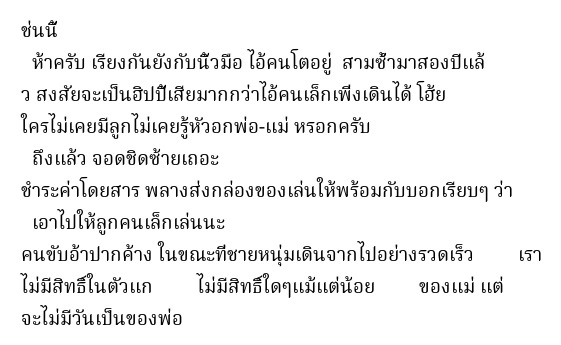 ช่นนี้
ห้าครับ เรียงกันยังกับนิ้วมือ ไอ้คนโตอยู่ สามซ้ำมาสองปีแล้
ว สงสัยจะเป็นฮิปปี้เสียมากกว่าไอ้คนเล็กเพิ่งเดินได้ โฮ้ย
ใครไม่เคยมีลูกไม่เคยรู้หัวอกพ่อ-แม่ หรอกครับ
ถึงแล้ว จอดชิดซ้ายเถอะ
ชำระค่าโดยสาร พลางส่งกล่องของเล่นให้พร้อมกับบอกเรียบๆ ว่า
เอาไปให้ลูกคนเล็กเล่นนะ
คนขับอ้าปากค้าง ในขณะที่ชายหนุ่มเดินจากไปอย่างรวดเร็ว เรา
ไม่มีสิทธิ์ในตัวแก ไม่มีสิทธิ์ใดๆแม้แต่น้อย ของแม่ แต่
จะไม่มีวันเป็นของพ่อ